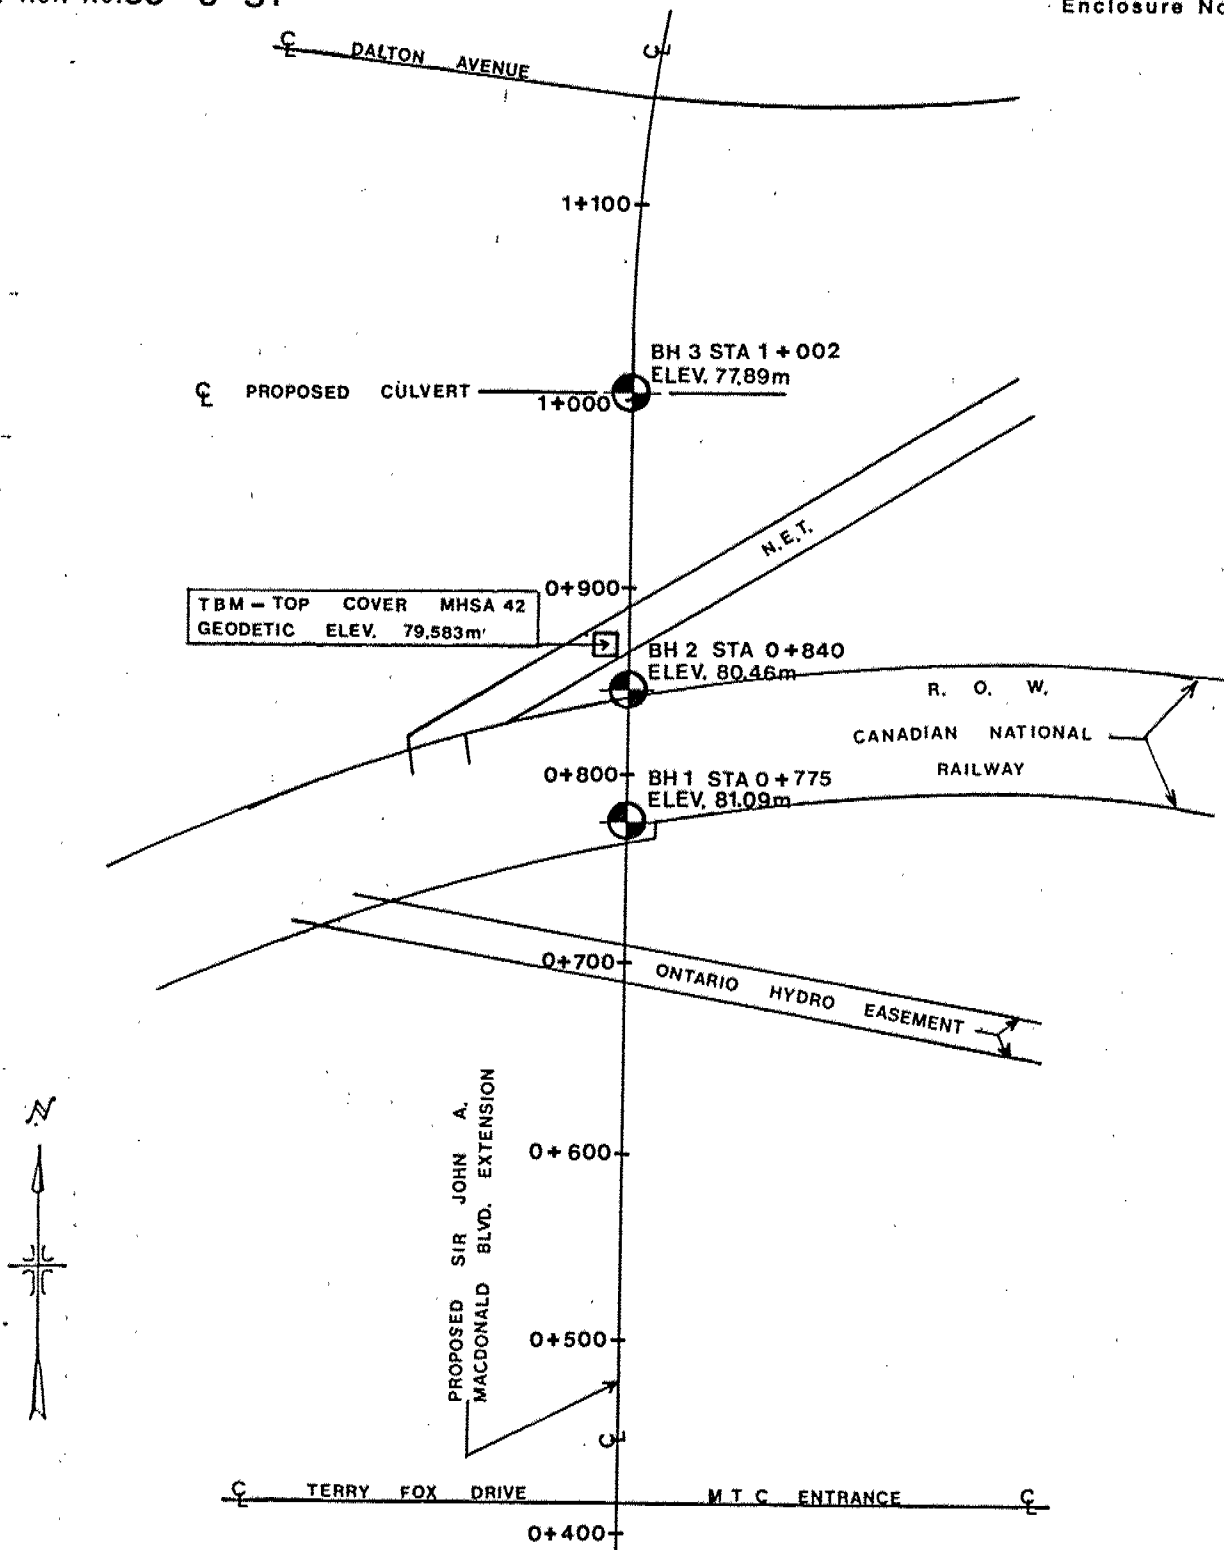 Enclosure No
℄ DALTON AVENUE
℄
1+100
BH 3 STA 1+002
ELEV. 77.89m
℄ PROPOSED CULVERT
1+000
N.E.T.
0+900
TBM – TOP COVER MHSA 42
GEODETIC ELEV. 79.583m
BH 2 STA 0+840
ELEV. 80.46m
R. O. W.
CANADIAN NATIONAL
RAILWAY
0+800
BH 1 STA 0+775
ELEV. 81.09m
0+700
ONTARIO HYDRO EASEMENT
N
PROPOSED SIR JOHN A.
MACDONALD BLVD. EXTENSION
0+600
0+500
℄
℄ TERRY FOX DRIVE
M T C ENTRANCE ℄
0+400